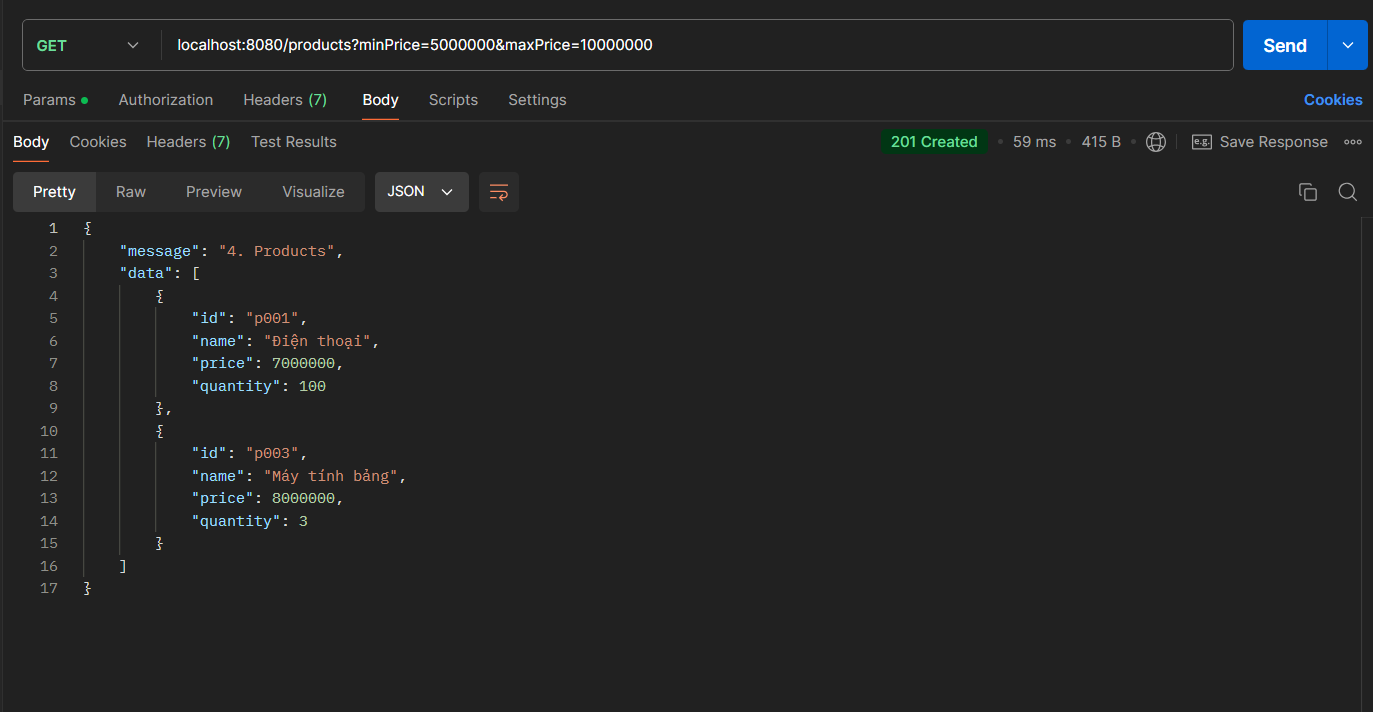 GET localhost:8080/products?minPrice=5000000&maxPrice=10000000 Send
Params Authorization Headers (7) Body Scripts Settings Cookies
Body Cookies Headers (7) Test Results 201 Created 59 ms 415 B e.g. Save Response
Pretty Raw Preview Visualize JSON
1 {
2 "message": "4. Products",
3 "data": [
4 {
5 "id": "p001",
6 "name": "Điện thoại",
7 "price": 7000000,
8 "quantity": 100
9 },
10 {
11 "id": "p003",
12 "name": "Máy tính bảng",
13 "price": 8000000,
14 "quantity": 3
15 }
16 ]
17 }